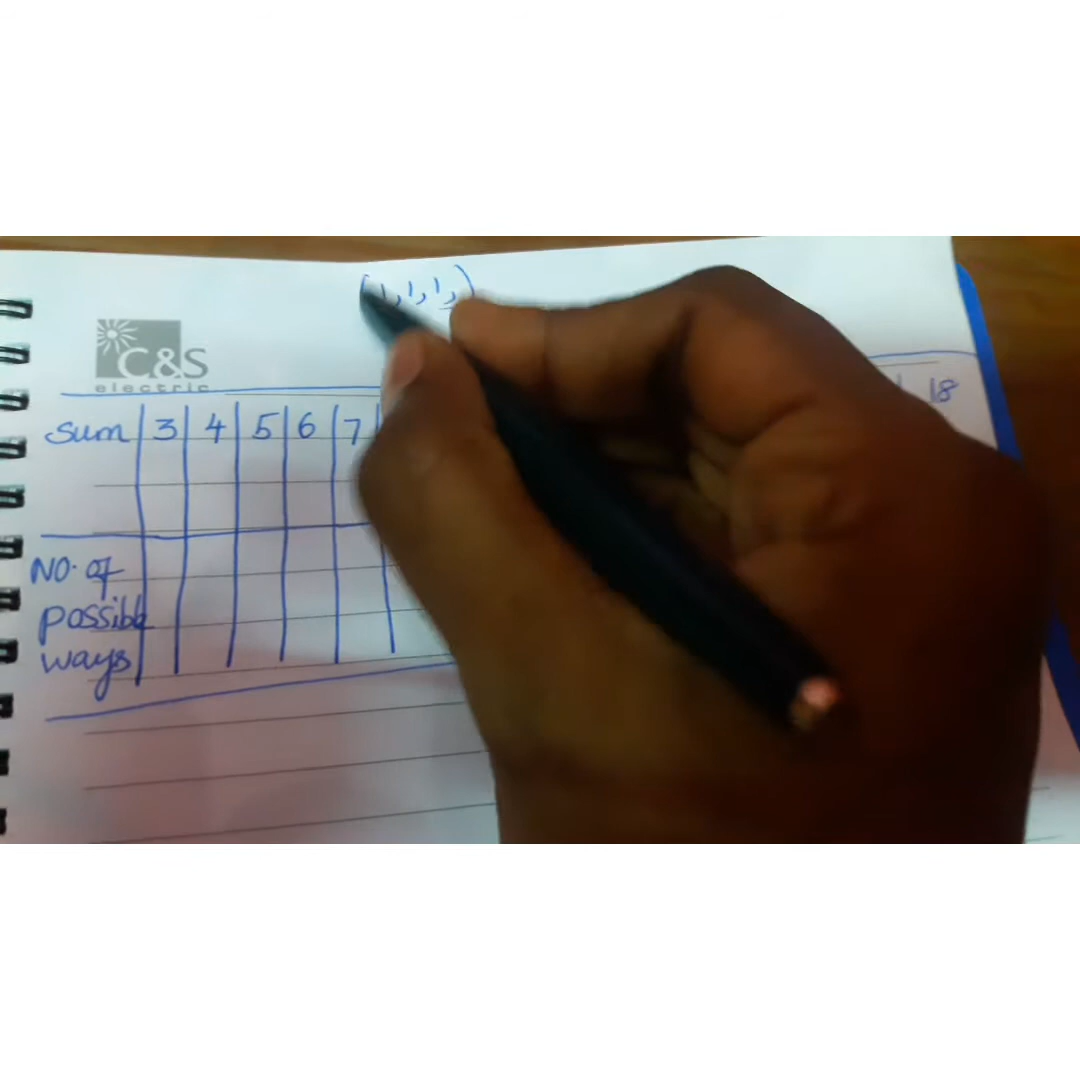 (1,1,1,)
C&S
electric
Sum 3 4 5 6 7 18
NO. of
possible
ways